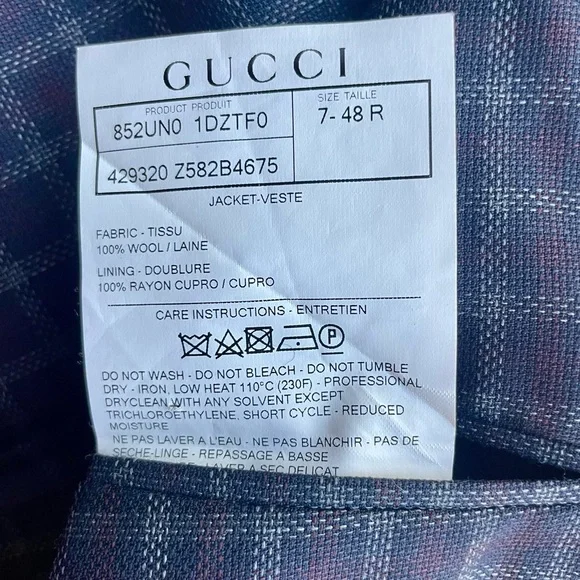 GUCCI
PRODUCT PRODUIT
852UN0 1DZTF0
429320 Z582B4675
SIZE TAILLE
7- 48 R
JACKET-VESTE
FABRIC - TISSU
100% WOOL / LAINE
LINING - DOUBLURE
100% RAYON CUPRO / CUPRO
CARE INSTRUCTIONS - ENTRETIEN
P
DO NOT WASH - DO NOT BLEACH - DO NOT TUMBLE
DRY - IRON, LOW HEAT 110°C (230F) - PROFESSIONAL
DRYCLEAN WITH ANY SOLVENT EXCEPT
TRICHLOROETHYLENE, SHORT CYCLE - REDUCED
MOISTURE
NE PAS LAVER A L'EAU - NE PAS BLANCHIR - PAS DE
SECHE-LINGE - REPASSAGE A BASSE
LAVER A SEC DELICAT